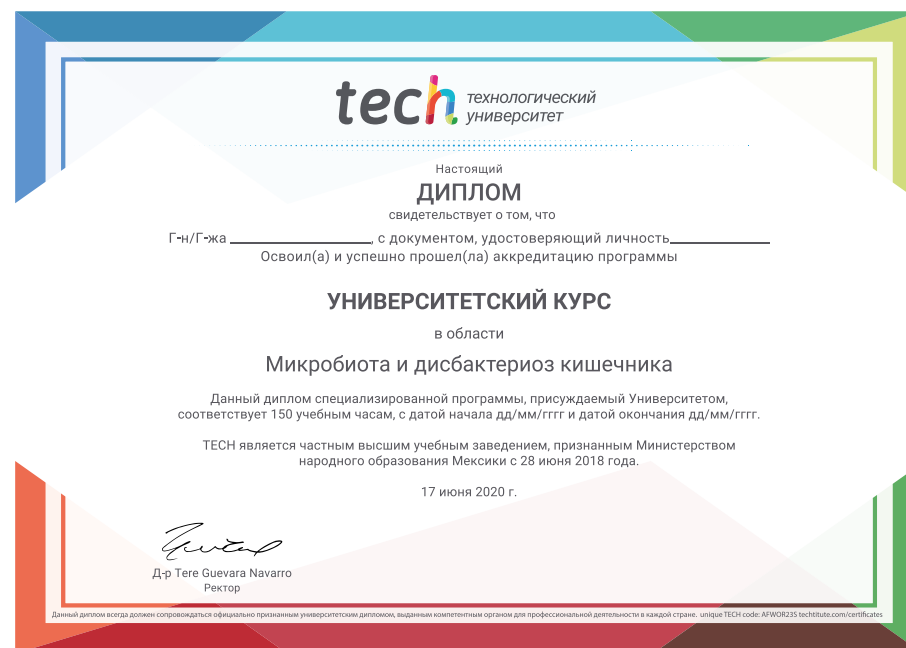 tech технологический
университет
Настоящий
ДИПЛОМ
свидетельствует о том, что
Г-н/Г-жа ____________________, с документом, удостоверяющий личность______________
Освоил(а) и успешно прошел(ла) аккредитацию программы
УНИВЕРСИТЕТСКИЙ КУРС
в области
Микробиота и дисбактериоз кишечника
Данный диплом специализированной программы, присуждаемый Университетом,
соответствует 150 учебным часам, с датой начала дд/мм/гггг и датой окончания дд/мм/гггг.
TECH является частным высшим учебным заведением, признанным Министерством
народного образования Мексики с 28 июня 2018 года.
17 июня 2020 г.
Д-р Tere Guevara Navarro
Ректор
Данный диплом всегда должен сопровождаться официально признанным университетским дипломом, выданным компетентным органом для профессиональной деятельности в каждой стране. unique TECH code: AFWOR23S techtitute.com/certificates